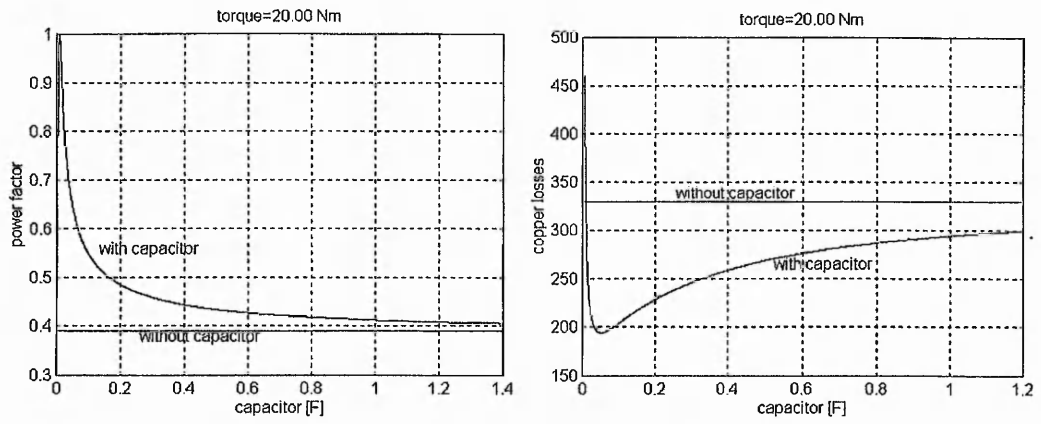 torque=20.00 Nm
power factor
1
0.9
0.8
0.7
0.6
0.5
0.4
0.3
with capacitor
without capacitor
0 0.2 0.4 0.6 0.8 1 1.2 1.4
capacitor [F]
torque=20.00 Nm
copper losses
500
450
400
350
300
250
200
150
without capacitor
with capacitor
0 0.2 0.4 0.6 0.8 1 1.2
capacitor [F]